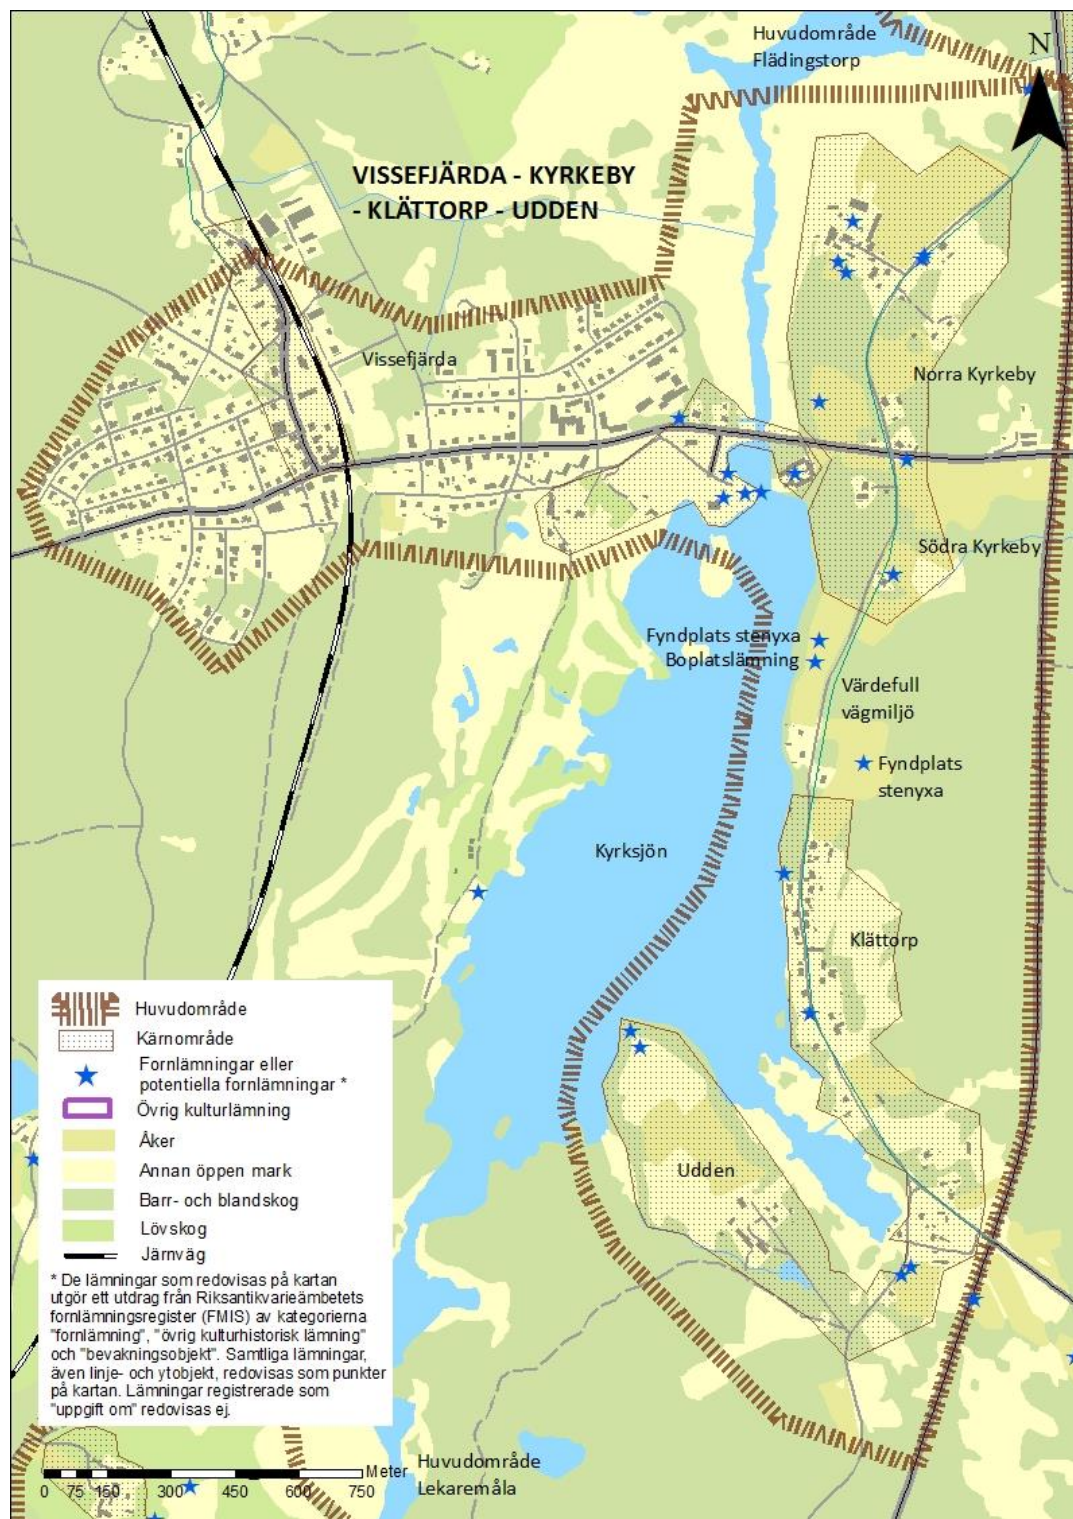 Huvudområde
Flädingstorp
N
VISSEFJÄRDA - KYRKEBY
- KLÄTTORP - UDDEN
Vissefjärda
Norra Kyrkeby
Södra Kyrkeby
Fyndplats stenyxa
Boplatslämning
Värdefull
vägmiljö
Fyndplats
stenyxa
Kyrksjön
Klättorp
Udden
Huvudområde
Kärnområde
Fornlämningar eller
potentiella fornlämningar *
Övrig kulturlämning
Åker
Annan öppen mark
Barr- och blandskog
Lövskog
Järnväg
* De lämningar som redovisas på kartan
utgör ett utdrag från Riksantikvarieämbetets
fornlämningsregister (FMIS) av kategorierna
"fornlämning", "övrig kulturhistorisk lämning"
och "bevakningsobjekt". Samtliga lämningar,
även linje- och ytobjekt, redovisas som punkter
på kartan. Lämningar registrerade som
"uppgift om" redovisas ej.
Huvudområde
Lekaremåla
Meter
0 75 150 300 450 600 750